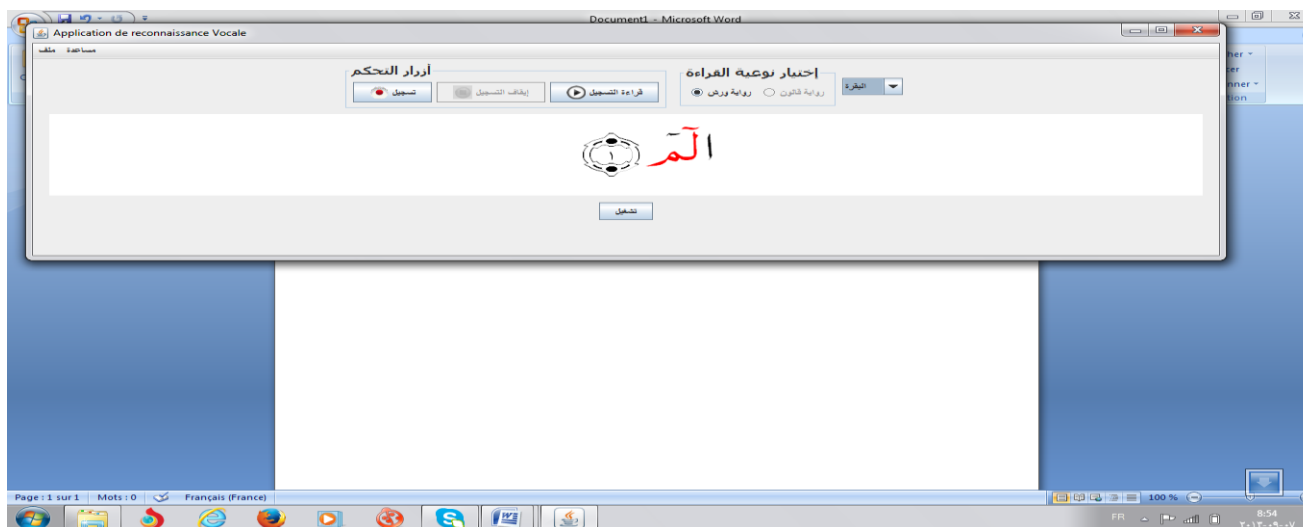 Document1 - Microsoft Word
Application de reconnaissance Vocale
ملف مساعدة
أزرار التحكم
إختيار نوعية القراءة
تسجيل
إيقاف التسجيل
قراءة التسجيل
رواية ورش
رواية قالون
البقرة
الٓمٓ ١
تشغيل
Page : 1 sur 1 Mots : 0 Français (France)
100 %
FR
8:54